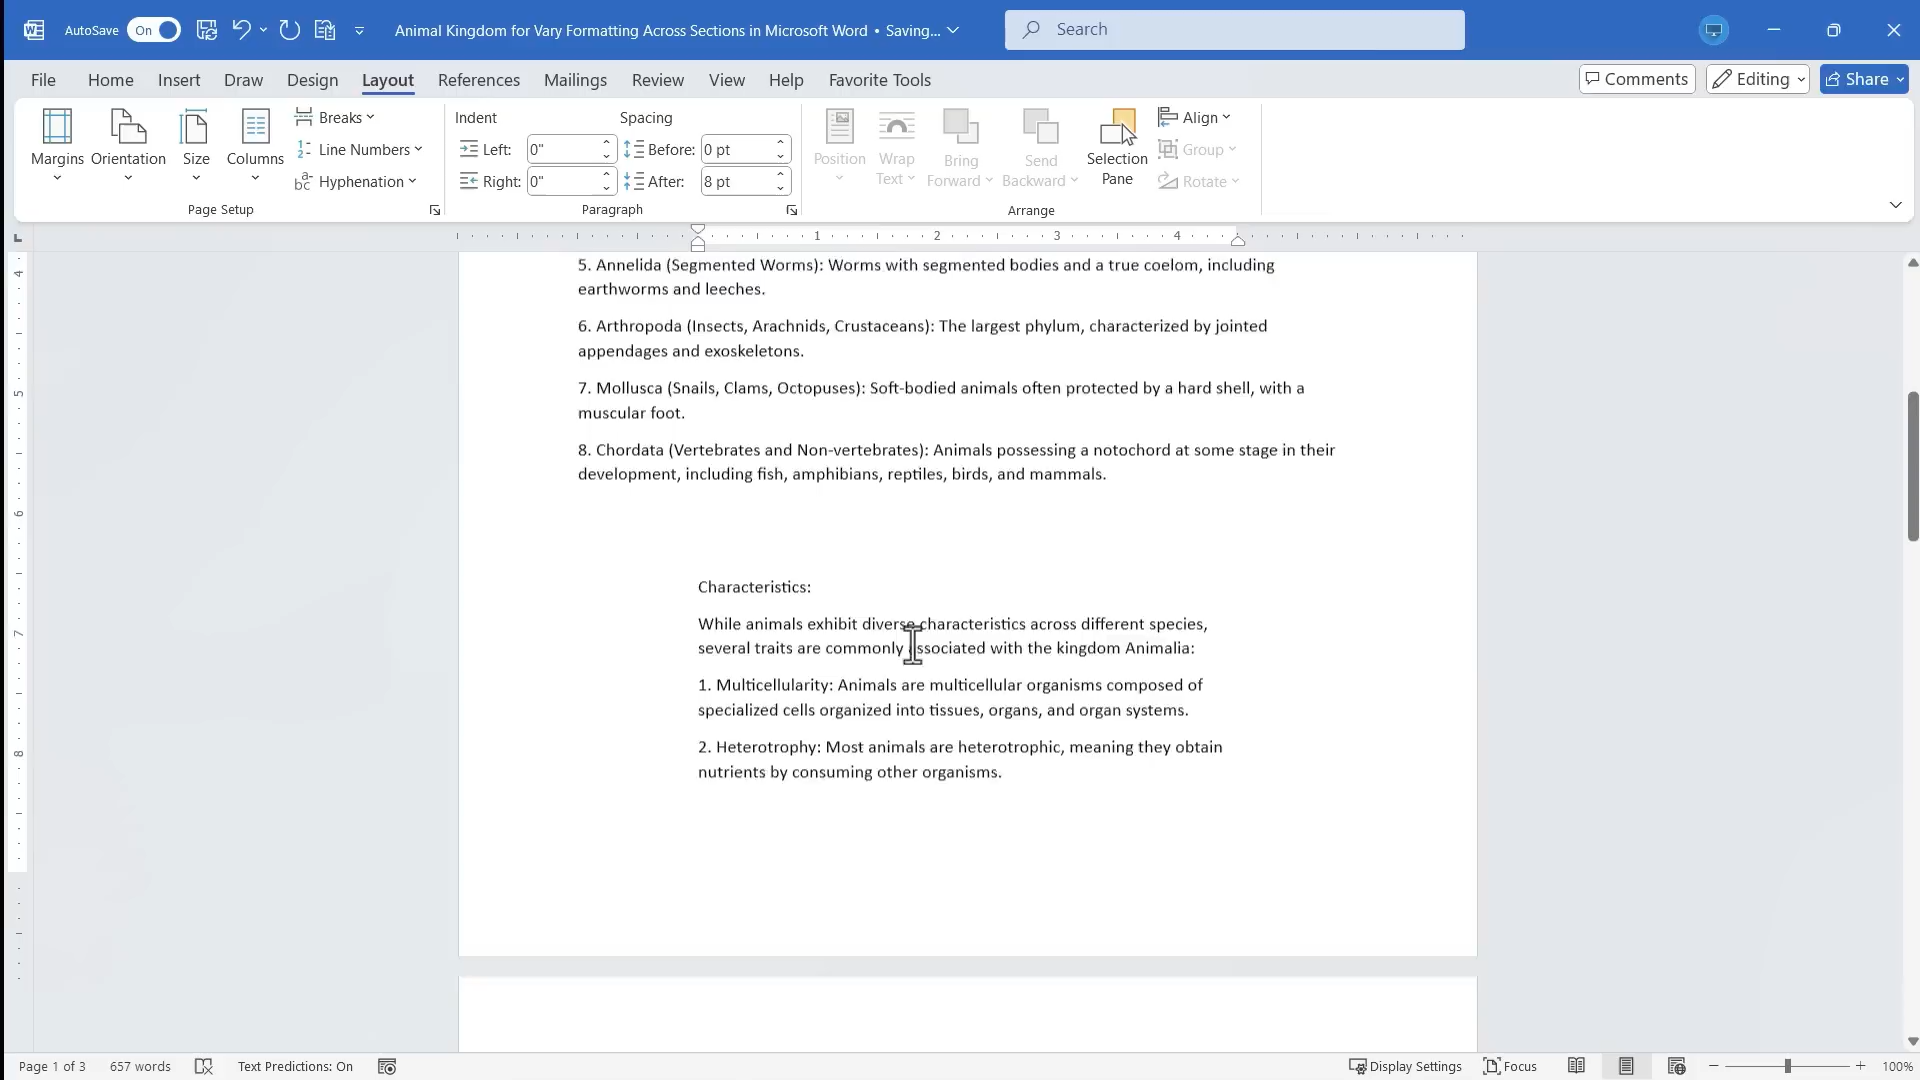 AutoSave On Animal Kingdom for Vary Formatting Across Sections in Microsoft Word • Saving... Search
File Home Insert Draw Design Layout References Mailings Review View Help Favorite Tools Comments Editing Share
Margins Orientation Size Columns
Breaks
Line Numbers
Hyphenation
Page Setup
Indent Spacing
Left: 0" Before: 0 pt
Right: 0" After: 8 pt
Paragraph
Position Wrap Text Bring Forward Send Backward Selection Pane
Align
Group
Rotate
Arrange
1 2 3 4
4
5
6
7
8
5. Annelida (Segmented Worms): Worms with segmented bodies and a true coelom, including
earthworms and leeches.
6. Arthropoda (Insects, Arachnids, Crustaceans): The largest phylum, characterized by jointed
appendages and exoskeletons.
7. Mollusca (Snails, Clams, Octopuses): Soft-bodied animals often protected by a hard shell, with a
muscular foot.
8. Chordata (Vertebrates and Non-vertebrates): Animals possessing a notochord at some stage in their
development, including fish, amphibians, reptiles, birds, and mammals.
Characteristics:
While animals exhibit diverse characteristics across different species,
several traits are commonly associated with the kingdom Animalia:
1. Multicellularity: Animals are multicellular organisms composed of
specialized cells organized into tissues, organs, and organ systems.
2. Heterotrophy: Most animals are heterotrophic, meaning they obtain
nutrients by consuming other organisms.
Page 1 of 3 657 words Text Predictions: On Display Settings Focus 100%